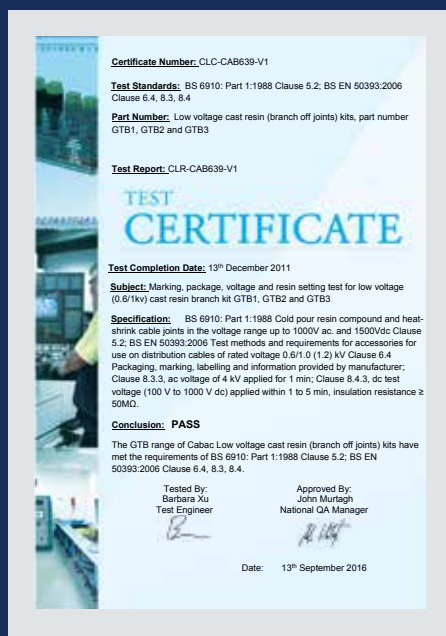 Certificate Number: CLC-CAB639-V1
Test Standards: BS 6910: Part 1:1988 Clause 5.2; BS EN 50393:2006
Clause 6.4, 8.3, 8.4
Part Number: Low voltage cast resin (branch off joints) kits, part number
GTB1, GTB2 and GTB3
Test Report: CLR-CAB639-V1
TEST
CERTIFICATE
Test Completion Date: 13th December 2011
Subject: Marking, package, voltage and resin setting test for low voltage
(0.6/1kv) cast resin branch kit GTB1, GTB2 and GTB3
Specification: BS 6910: Part 1:1988 Cold pour resin compound and heat-
shrink cable joints in the voltage range up to 1000V ac. and 1500Vdc Clause
5.2; BS EN 50393:2006 Test methods and requirements for accessories for
use on distribution cables of rated voltage 0.6/1.0 (1.2) kV Clause 6.4
Packaging, marking, labelling and information provided by manufacturer;
Clause 8.3.3, ac voltage of 4 kV applied for 1 min; Clause 8.4.3, dc test
voltage (100 V to 1000 V dc) applied within 1 to 5 min, insulation resistance ≥
50MΩ.
Conclusion: PASS
The GTB range of Cabac Low voltage cast resin (branch off joints) kits have
met the requirements of BS 6910: Part 1:1988 Clause 5.2; BS EN
50393:2006 Clause 6.4, 8.3, 8.4.
Tested By: Approved By:
Barbara Xu John Murtagh
Test Engineer National QA Manager
Date: 13th September 2016